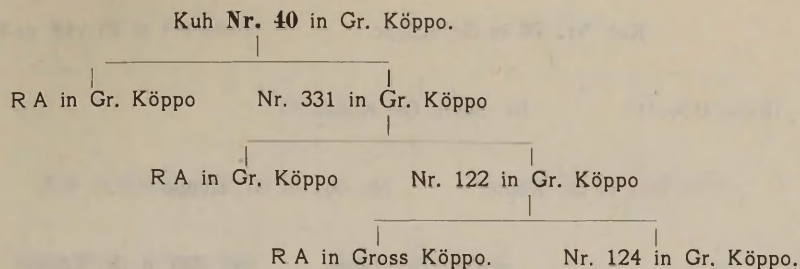 Kuh Nr. 40 in Gr. Köppo.
R A in Gr. Köppo Nr. 331 in Gr. Köppo
R A in Gr. Köppo Nr. 122 in Gr. Köppo
R A in Gross Köppo. Nr. 124 in Gr. Köppo.